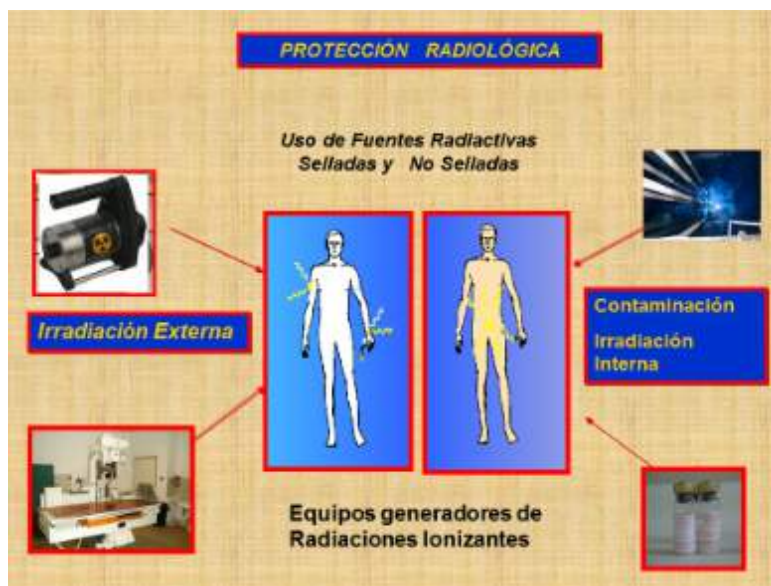 PROTECCIÓN RADIOLÓGICA
Uso de Fuentes Radiactivas
Selladas y No Selladas
Irradiación Externa
Contaminación
Irradiación
Interna
Equipos generadores de
Radiaciones Ionizantes